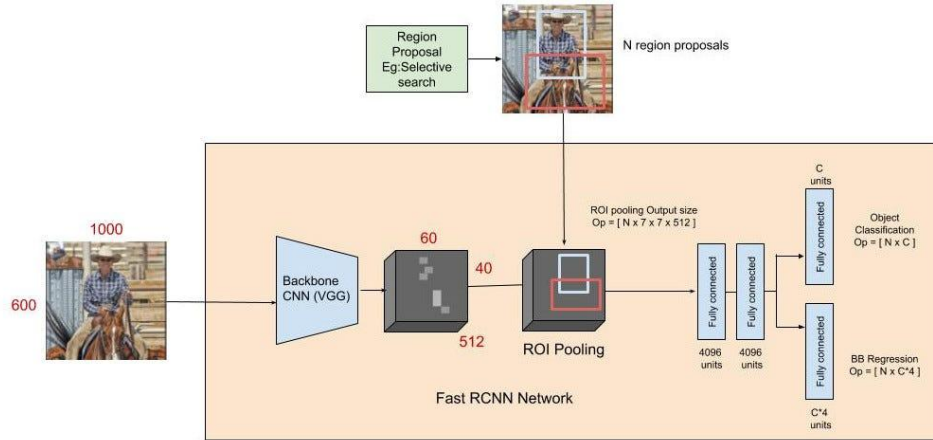 Region
Proposal
Eg:Selective
search
N region proposals
1000
600
Backbone
CNN (VGG)
60
40
512
ROI pooling Output size
Op = [ N x 7 x 7 x 512 ]
ROI Pooling
Fully connected
4096
units
Fully connected
4096
units
C
units
Fully connected
Object
Classification
Op = [ N x C ]
Fully connected
C*4
units
BB Regression
Op = [ N x C*4 ]
Fast RCNN Network